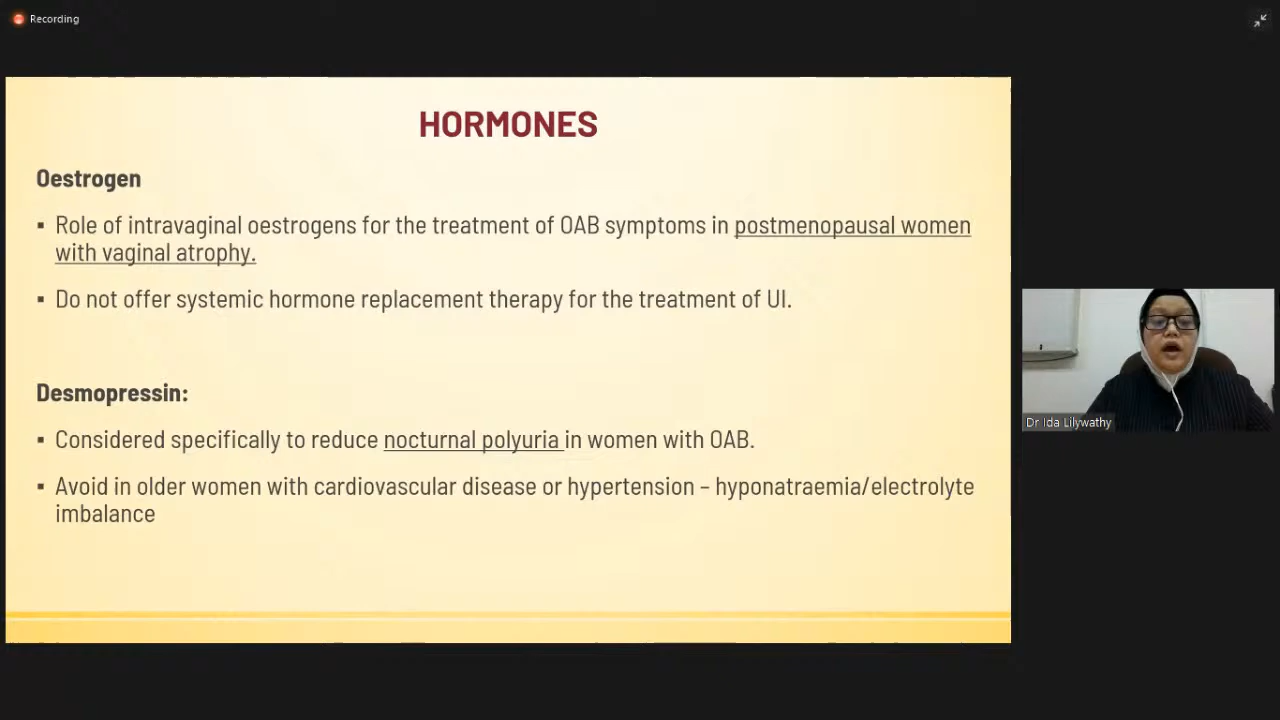 Recording
HORMONES
Oestrogen
▪ Role of intravaginal oestrogens for the treatment of OAB symptoms in postmenopausal women
with vaginal atrophy.
▪ Do not offer systemic hormone replacement therapy for the treatment of UI.
Desmopressin:
▪ Considered specifically to reduce nocturnal polyuria in women with OAB.
▪ Avoid in older women with cardiovascular disease or hypertension – hyponatraemia/electrolyte
imbalance
Dr Ida Lilywathy